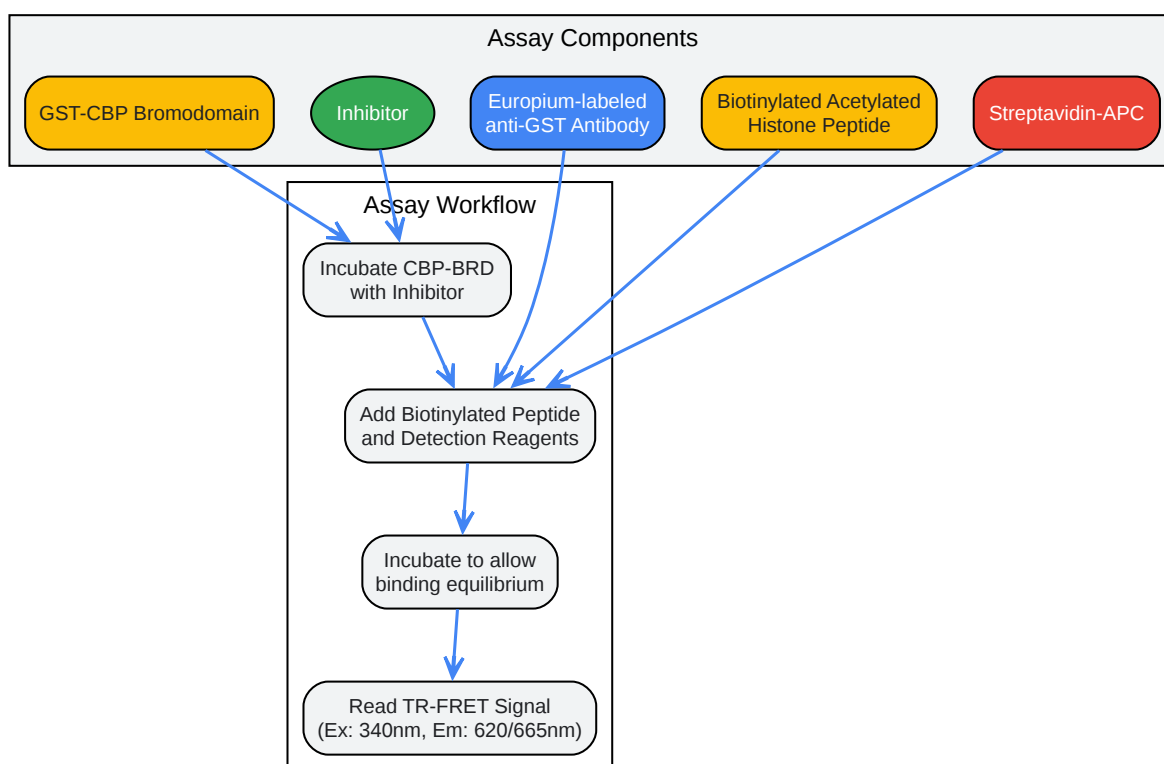 Assay Components
GST-CBP Bromodomain
Inhibitor
Europium-labeled
anti-GST Antibody
Biotinylated Acetylated
Histone Peptide
Streptavidin-APC
Assay Workflow
Incubate CBP-BRD
with Inhibitor
Add Biotinylated Peptide
and Detection Reagents
Incubate to allow
binding equilibrium
Read TR-FRET Signal
(Ex: 340nm, Em: 620/665nm)